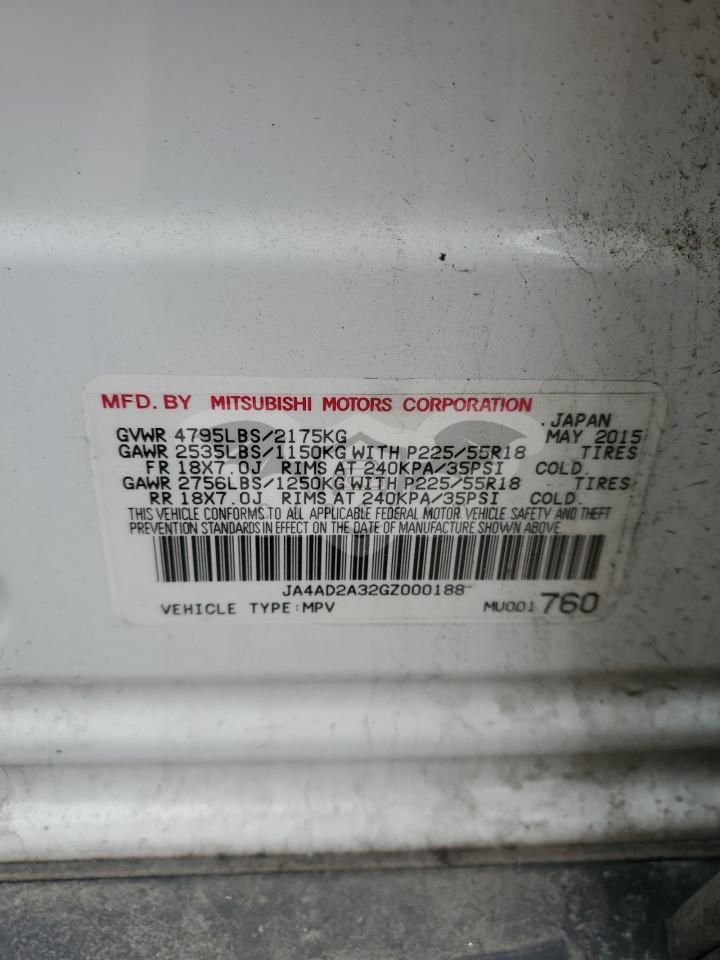 MFD. BY MITSUBISHI MOTORS CORPORATION
JAPAN
GVWR 4795LBS/2175KG MAY 2015
GAWR 2535LBS/1150KG WITH P225/55R18 TIRES
FR 18X7.0J RIMS AT 240KPA/35PSI COLD.
GAWR 2756LBS/1250KG WITH P225/55R18 TIRES
RR 18X7.0J RIMS AT 240KPA/35PSI COLD.
THIS VEHICLE CONFORMS TO ALL APPLICABLE FEDERAL MOTOR VEHICLE SAFETY AND THEFT
PREVENTION STANDARDS IN EFFECT ON THE DATE OF MANUFACTURE SHOWN ABOVE.
JA4AD2A32GZ000188
VEHICLE TYPE:MPV MU001760